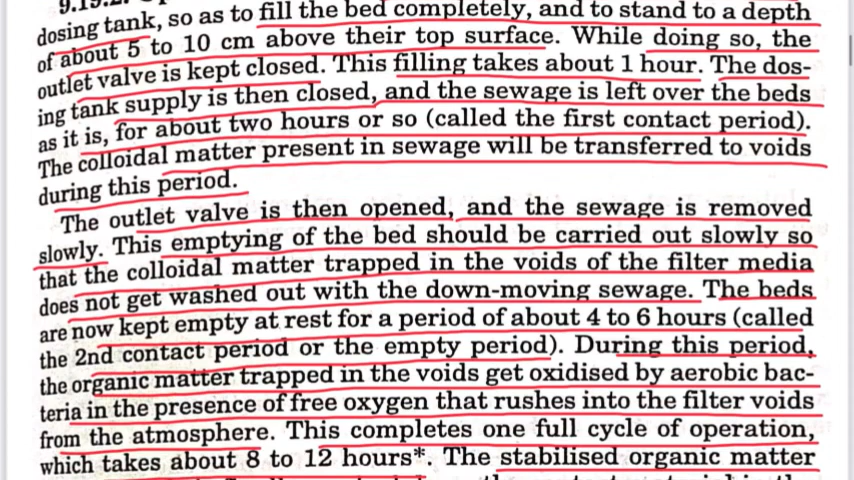 dosing tank, so as to fill the bed completely, and to stand to a depth
of about 5 to 10 cm above their top surface. While doing so, the
outlet valve is kept closed. This filling takes about 1 hour. The dos-
ing tank supply is then closed, and the sewage is left over the beds
as it is, for about two hours or so (called the first contact period).
The colloidal matter present in sewage will be transferred to voids
during this period.
The outlet valve is then opened, and the sewage is removed
slowly. This emptying of the bed should be carried out slowly so
that the colloidal matter trapped in the voids of the filter media
does not get washed out with the down-moving sewage. The beds
are now kept empty at rest for a period of about 4 to 6 hours (called
the 2nd contact period or the empty period). During this period,
the organic matter trapped in the voids get oxidised by aerobic bac-
teria in the presence of free oxygen that rushes into the filter voids
from the atmosphere. This completes one full cycle of operation,
which takes about 8 to 12 hours*. The stabilised organic matter